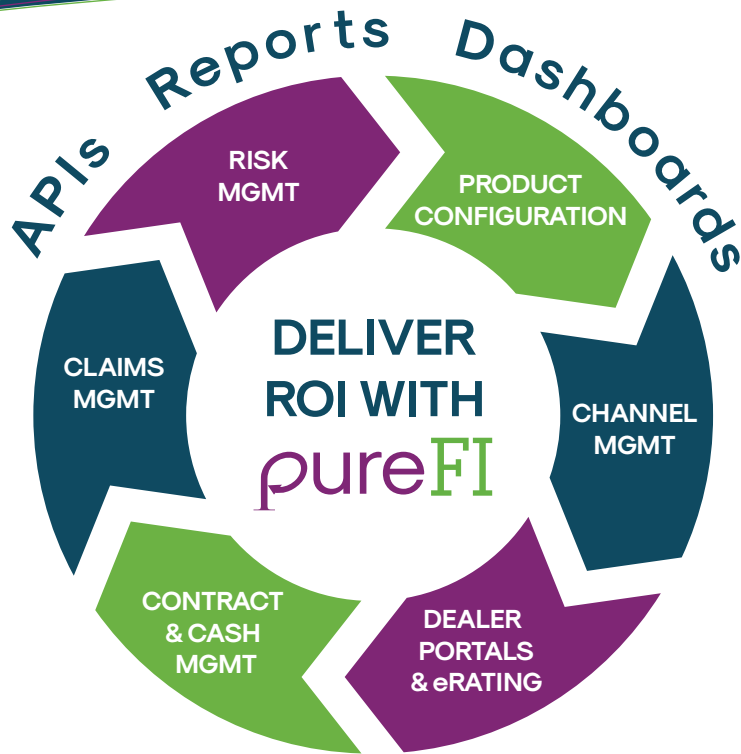 APIs Reports Dashboards
RISK
MGMT
PRODUCT
CONFIGURATION
CLAIMS
MGMT
DELIVER
ROI WITH
pureFI
CHANNEL
MGMT
CONTRACT
& CASH
MGMT
DEALER
PORTALS
& eRATING